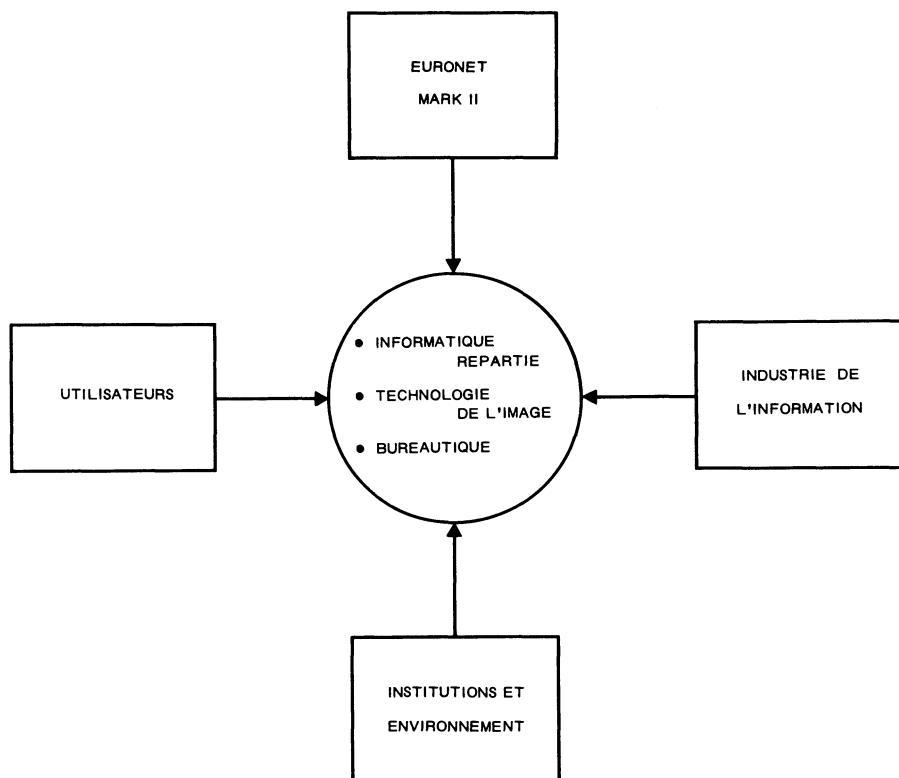 EURONET
MARK II
• INFORMATIQUE
REPARTIE
• TECHNOLOGIE
DE L'IMAGE
• BUREAUTIQUE
UTILISATEURS
INDUSTRIE DE
L'INFORMATION
INSTITUTIONS ET
ENVIRONNEMENT